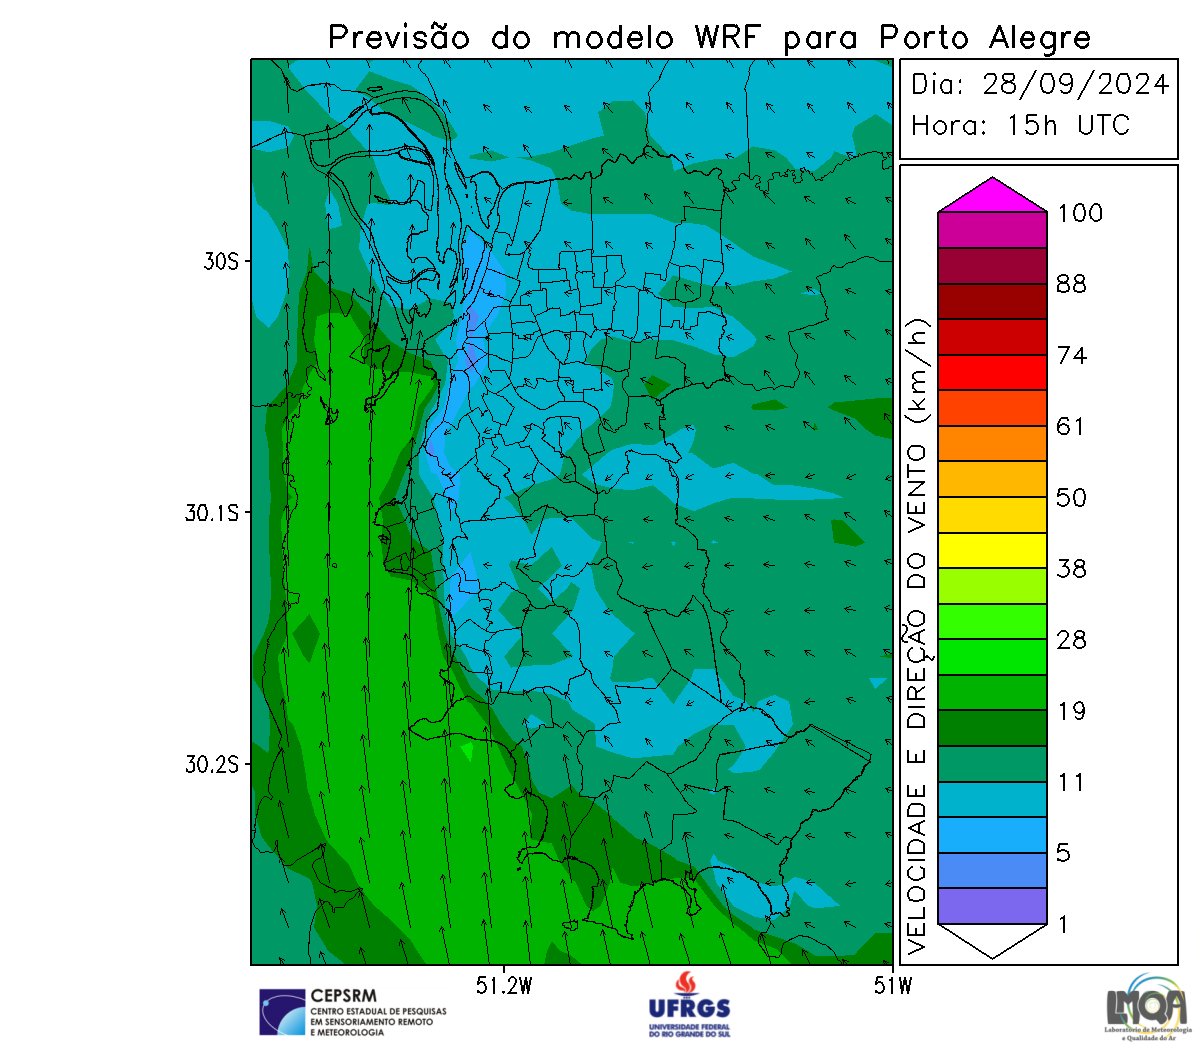 Previsão do modelo WRF para Porto Alegre
Dia: 28/09/2024
Hora: 15h UTC
100
88
74
61
50
38
28
19
11
5
1
VELOCIDADE E DIREÇÃO DO VENTO (km/h)
30S
30.1S
30.2S
51.2W
51W
CEPSRM
CENTRO ESTADUAL DE PESQUISAS
EM SENSORIAMENTO REMOTO
E METEOROLOGIA
UFRGS
UNIVERSIDADE FEDERAL
DO RIO GRANDE DO SUL
LMQA
Laboratório de Meteorologia
e Qualidade do Ar